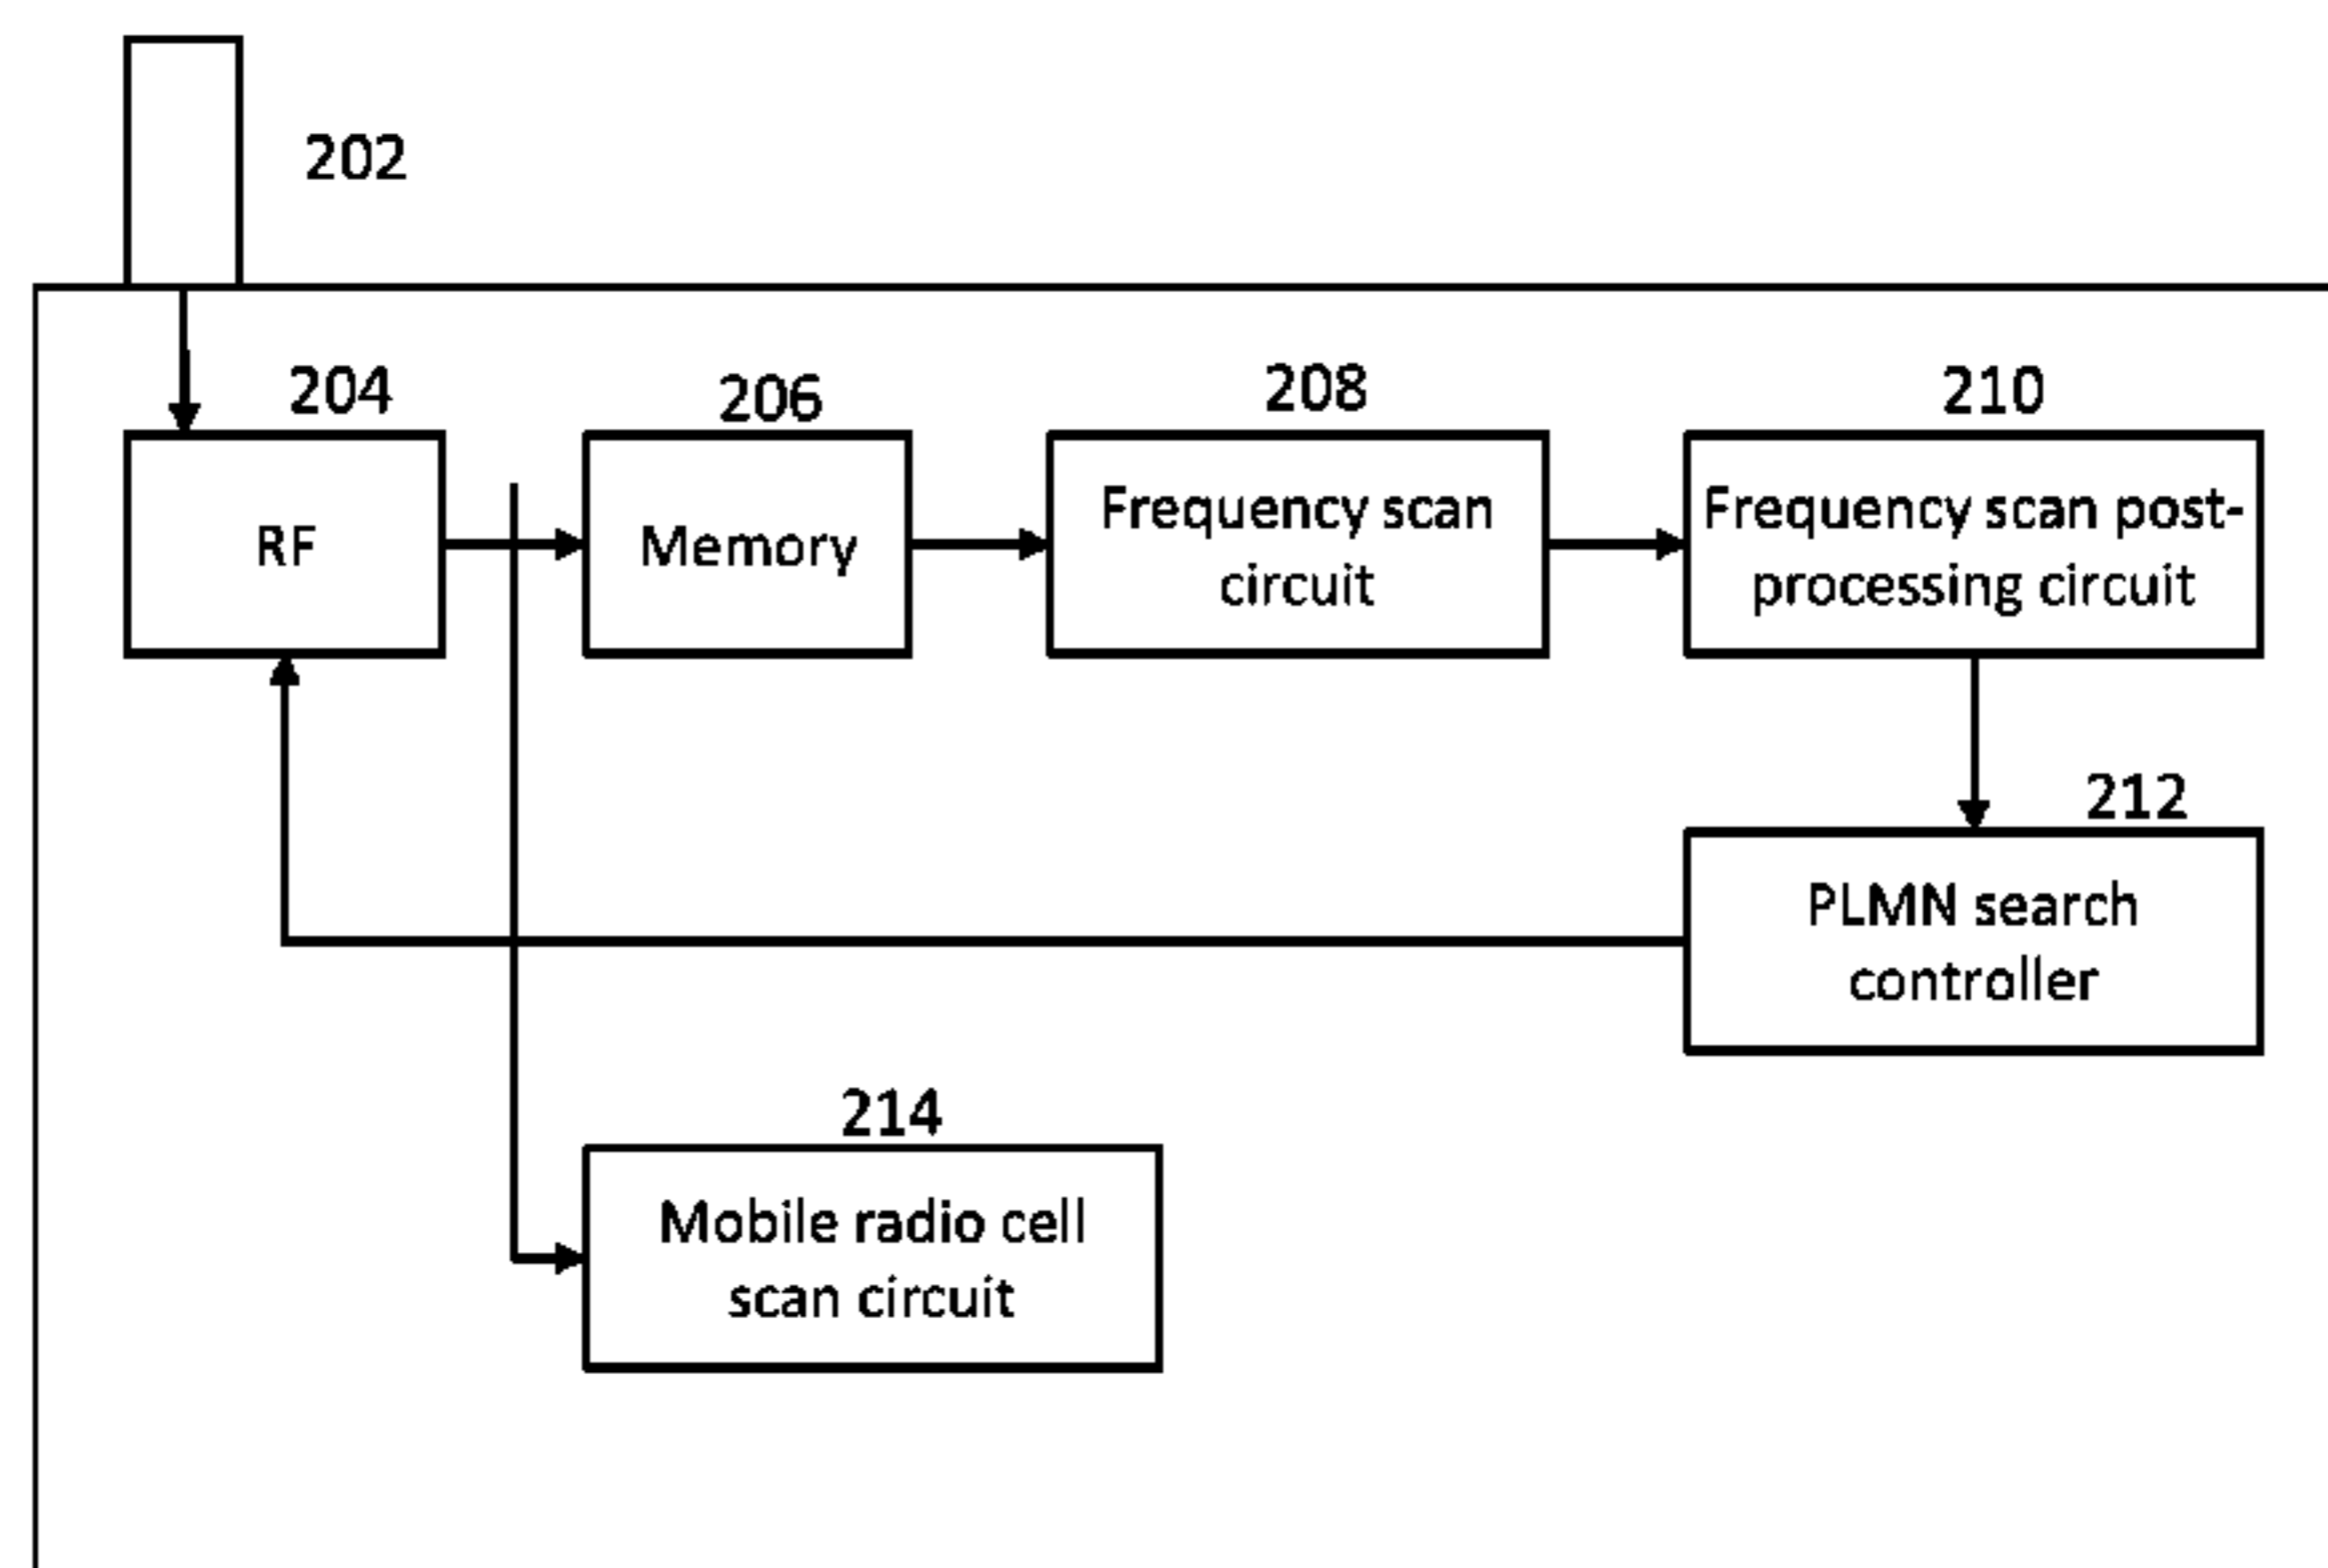 202
204
RF
206
Memory
208
Frequency scan
circuit
210
Frequency scan post-
processing circuit
212
PLMN search
controller
214
Mobile radio cell
scan circuit